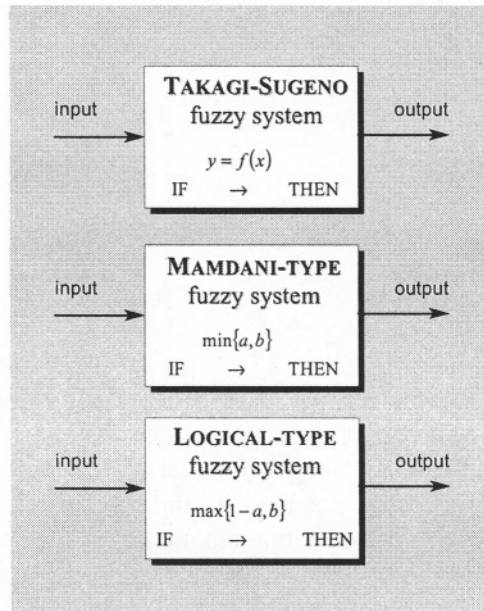 TAKAGI-SUGENO
input fuzzy system output
y = f(x)
IF → THEN
MAMDANI-TYPE
input fuzzy system output
min{a,b}
IF → THEN
LOGICAL-TYPE
input fuzzy system output
max{1−a,b}
IF → THEN